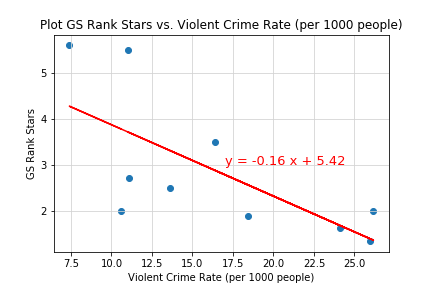 Plot GS Rank Stars vs. Violent Crime Rate (per 1000 people)
GS Rank Stars
5
4
3
2
y = -0.16 x + 5.42
7.5 10.0 12.5 15.0 17.5 20.0 22.5 25.0
Violent Crime Rate (per 1000 people)